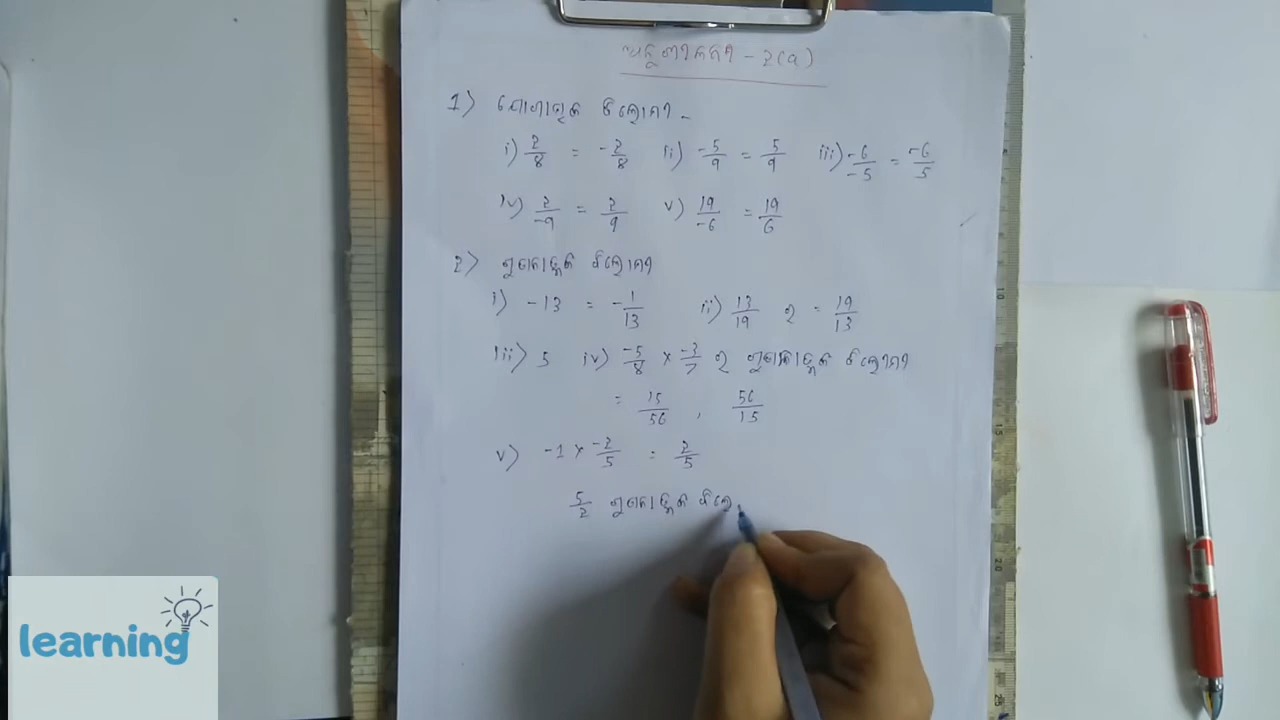 ଅନୁଶୀଳନୀ - 2(a)
1) ଯୋଗାତ୍ମକ ବିଲୋମୀ -
i) 2/8 = -2/8 ii) -5/9 = 5/9 iii) -6/-5 = -6/5
iv) 2/-9 = 2/9 v) 19/-6 = 19/6
2) ଗୁଣନାତ୍ମକ ବିଲୋମୀ
i) -13 = -1/13 ii) 13/19 ର = 19/13
iii) 5 iv) -5/8 × -3/7 ର ଗୁଣନାତ୍ମକ ବିଲୋମୀ
= 15/56 , 56/15
v) -1 × -2/5 = 2/5
5/2 ଗୁଣନାତ୍ମକ ବିଲୋ
learning